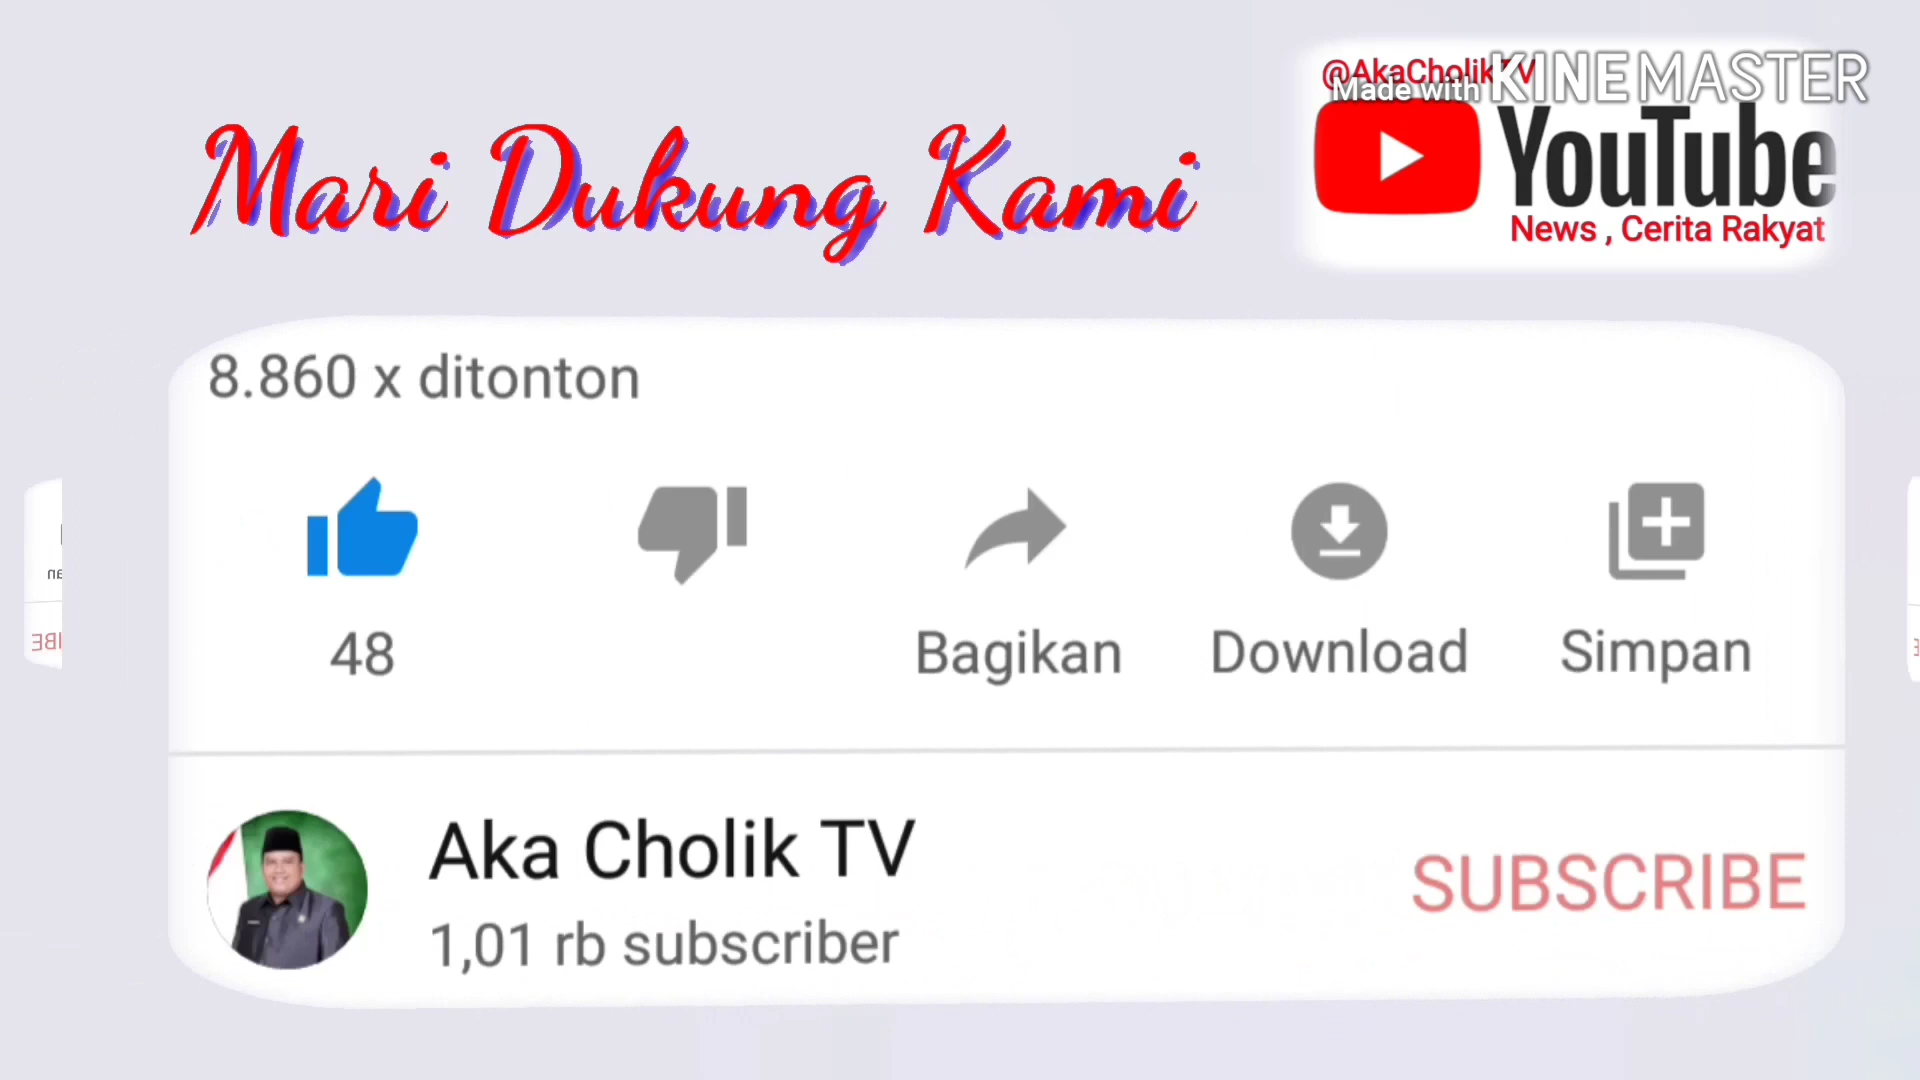 @AkaCholikTV
Made with KINEMASTER
Mari Dukung Kami
YouTube
News , Cerita Rakyat
8.860 x ditonton
48
Bagikan
Download
Simpan
Aka Cholik TV
SUBSCRIBE
1,01 rb subscriber